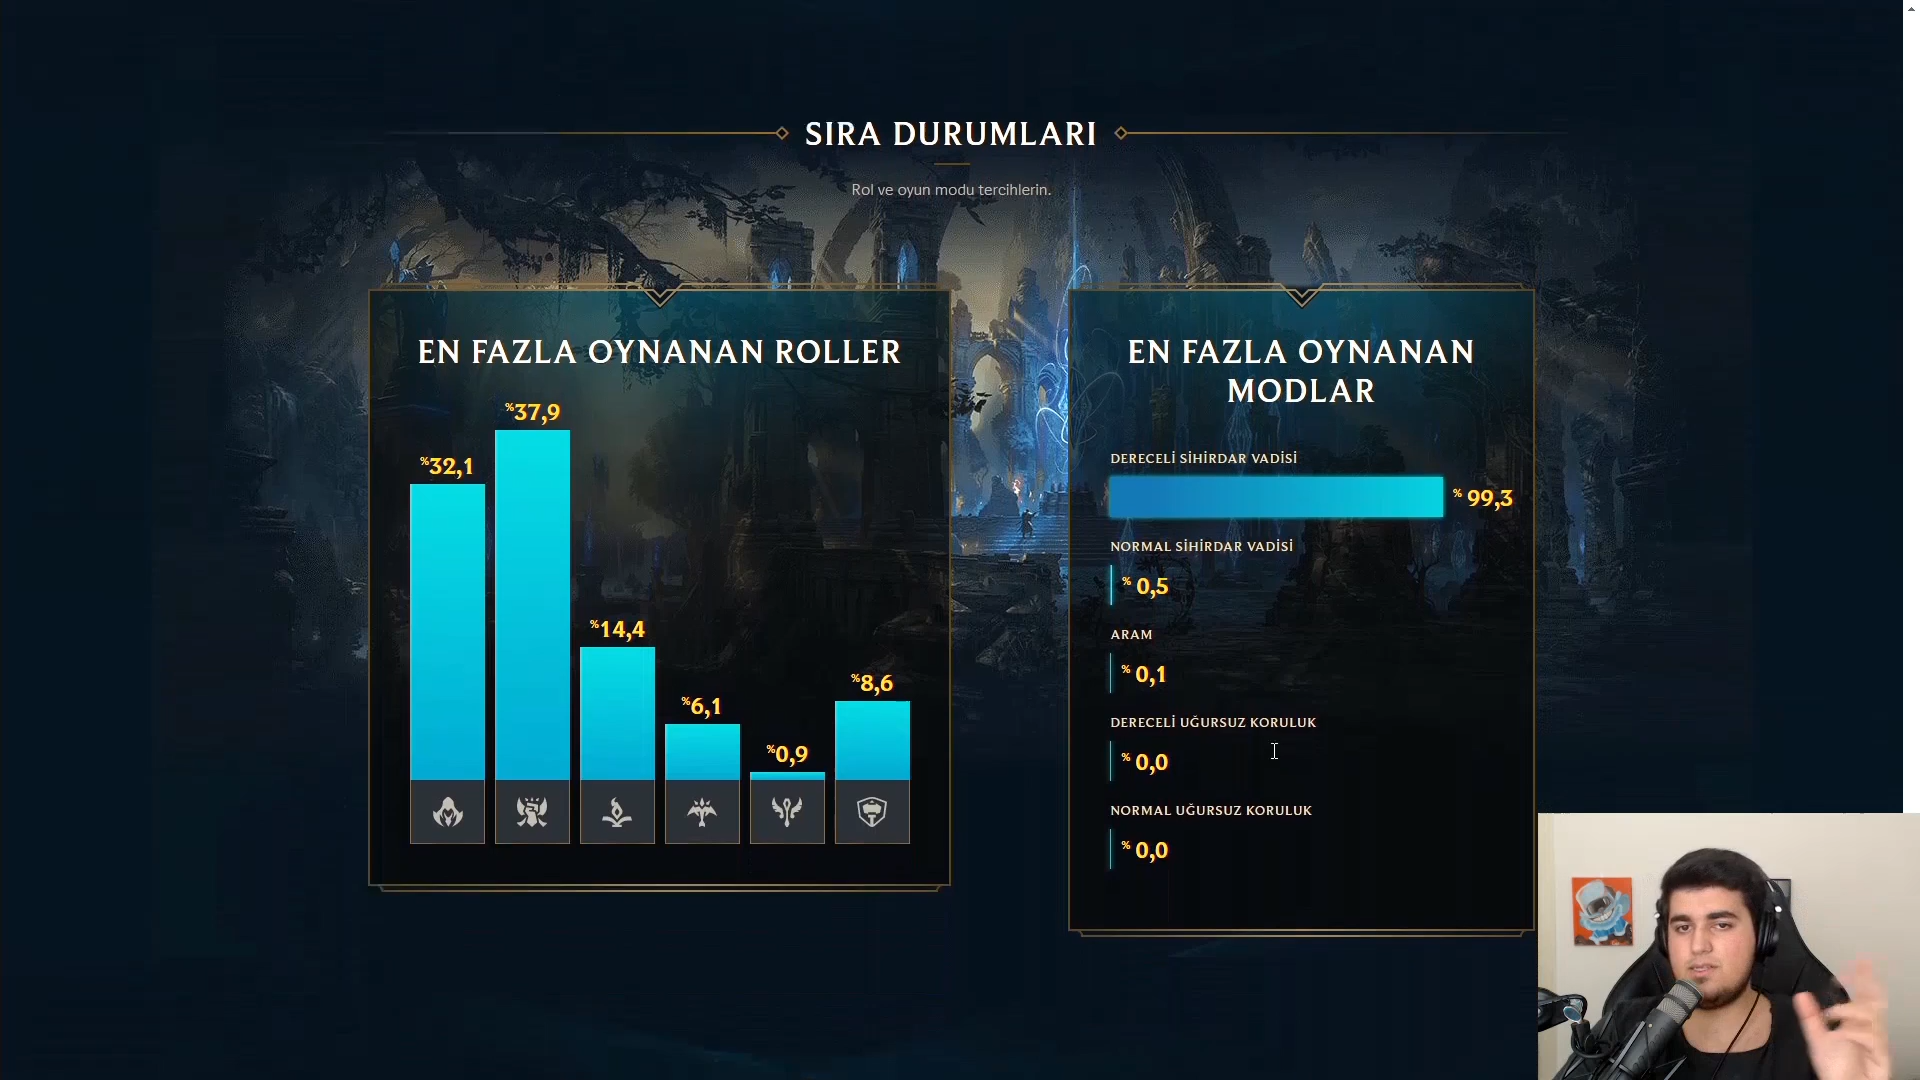 SIRA DURUMLARI
Rol ve oyun modu tercihlerin.
EN FAZLA OYNANAN ROLLER
%32,1
%37,9
%14,4
%6,1
%0,9
%8,6
EN FAZLA OYNANAN
MODLAR
DERECELİ SİHİRDAR VADİSİ
% 99,3
NORMAL SİHİRDAR VADİSİ
% 0,5
ARAM
% 0,1
DERECELİ UĞURSUZ KORULUK
% 0,0
NORMAL UĞURSUZ KORULUK
% 0,0